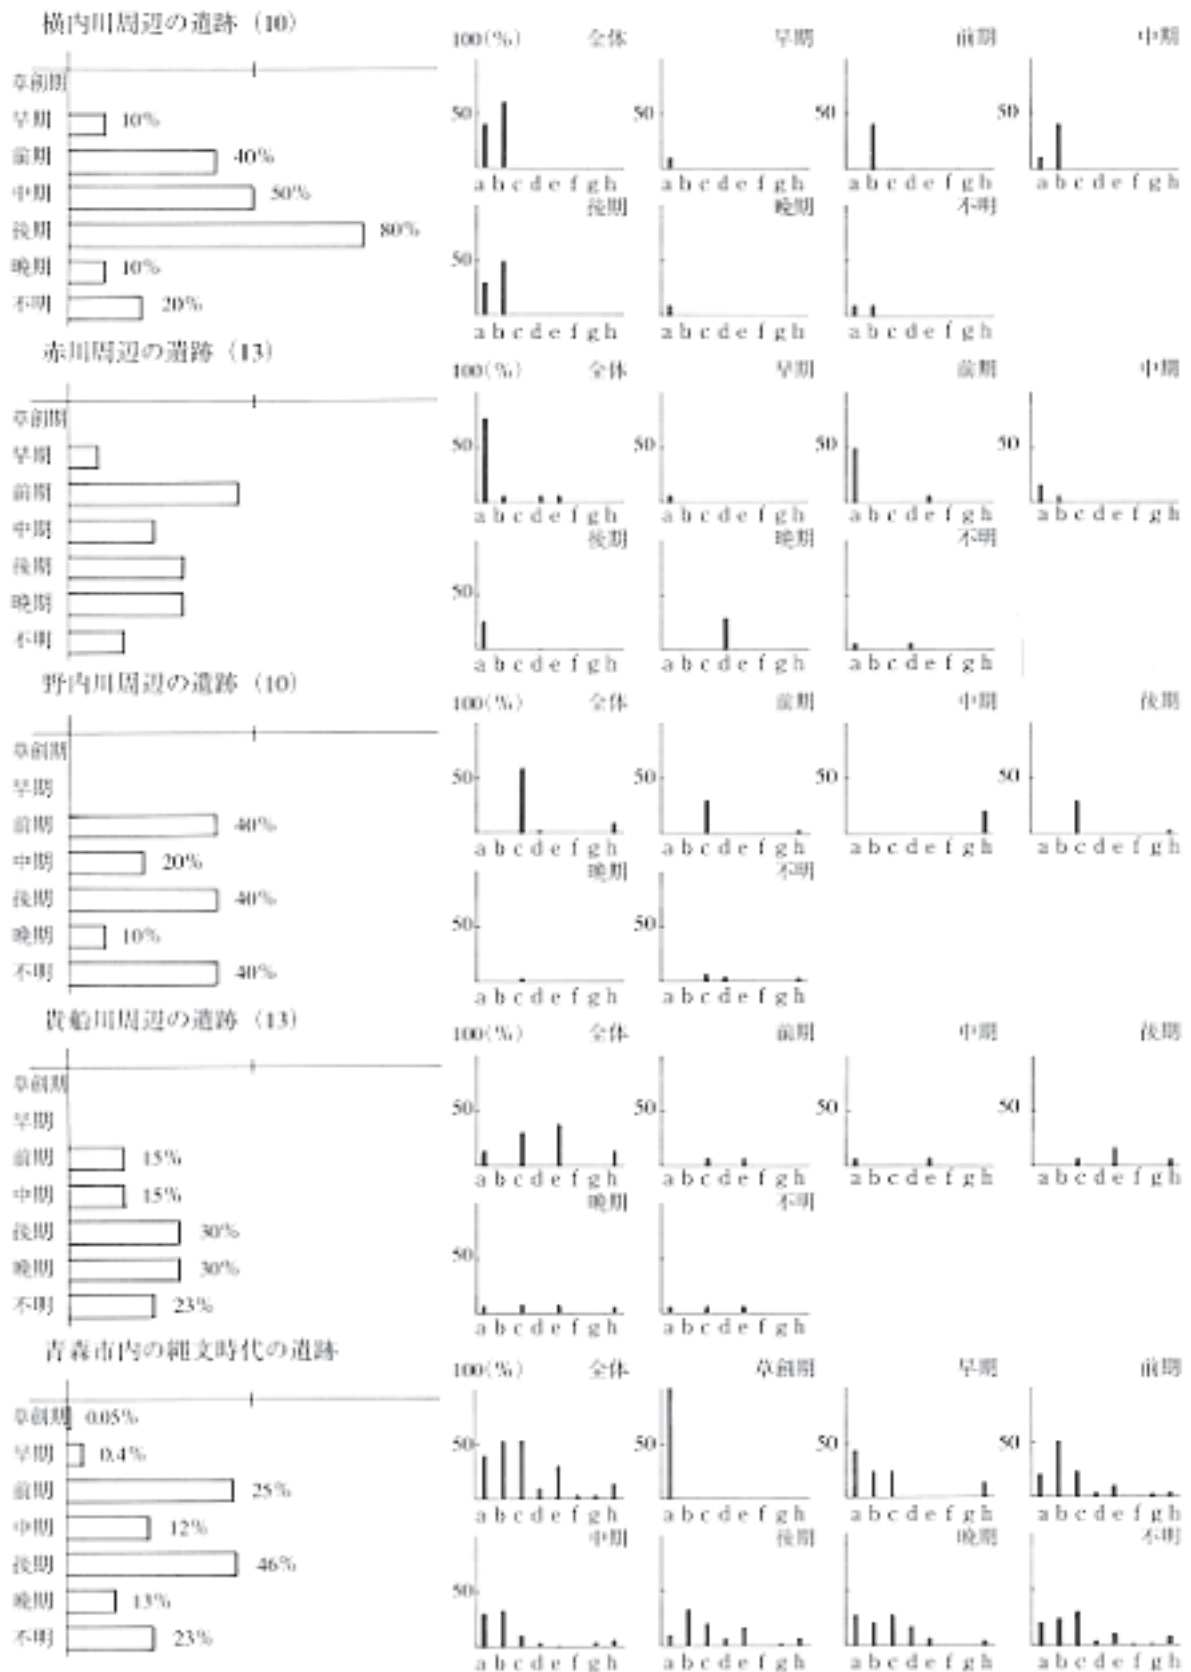 横内川周辺の遺跡 (10)
草創期
早期 10%
前期 40%
中期 50%
後期 80%
晩期 10%
不明 20%
100(%) 全体 早期 前期 中期
50 50 50 50
a b c d e f g h a b c d e f g h a b c d e f g h a b c d e f g h
後期 晩期 不明
50
a b c d e f g h a b c d e f g h a b c d e f g h
赤川周辺の遺跡 (13)
草創期
早期
前期
中期
後期
晩期
不明
100(%) 全体 早期 前期 中期
50 50 50 50
a b c d e f g h a b c d e f g h a b c d e f g h a b c d e f g h
後期 晩期 不明
50
a b c d e f g h a b c d e f g h a b c d e f g h
野内川周辺の遺跡 (10)
草創期
早期
前期 40%
中期 20%
後期 40%
晩期 10%
不明 40%
100(%) 全体 前期 中期 後期
50 50 50 50
a b c d e f g h a b c d e f g h a b c d e f g h a b c d e f g h
晩期 不明
50 50
a b c d e f g h a b c d e f g h
貴船川周辺の遺跡 (13)
草創期
早期
前期 15%
中期 15%
後期 30%
晩期 30%
不明 23%
100(%) 全体 前期 中期 後期
50 50 50 50
a b c d e f g h a b c d e f g h a b c d e f g h a b c d e f g h
晩期 不明
50 50
a b c d e f g h a b c d e f g h
青森市内の縄文時代の遺跡
草創期 0.05%
早期 0.4%
前期 25%
中期 12%
後期 46%
晩期 13%
不明 23%
100(%) 全体 草創期 早期 前期
50 50 50 50
a b c d e f g h a b c d e f g h a b c d e f g h a b c d e f g h
中期 後期 晩期 不明
50
a b c d e f g h a b c d e f g h a b c d e f g h a b c d e f g h